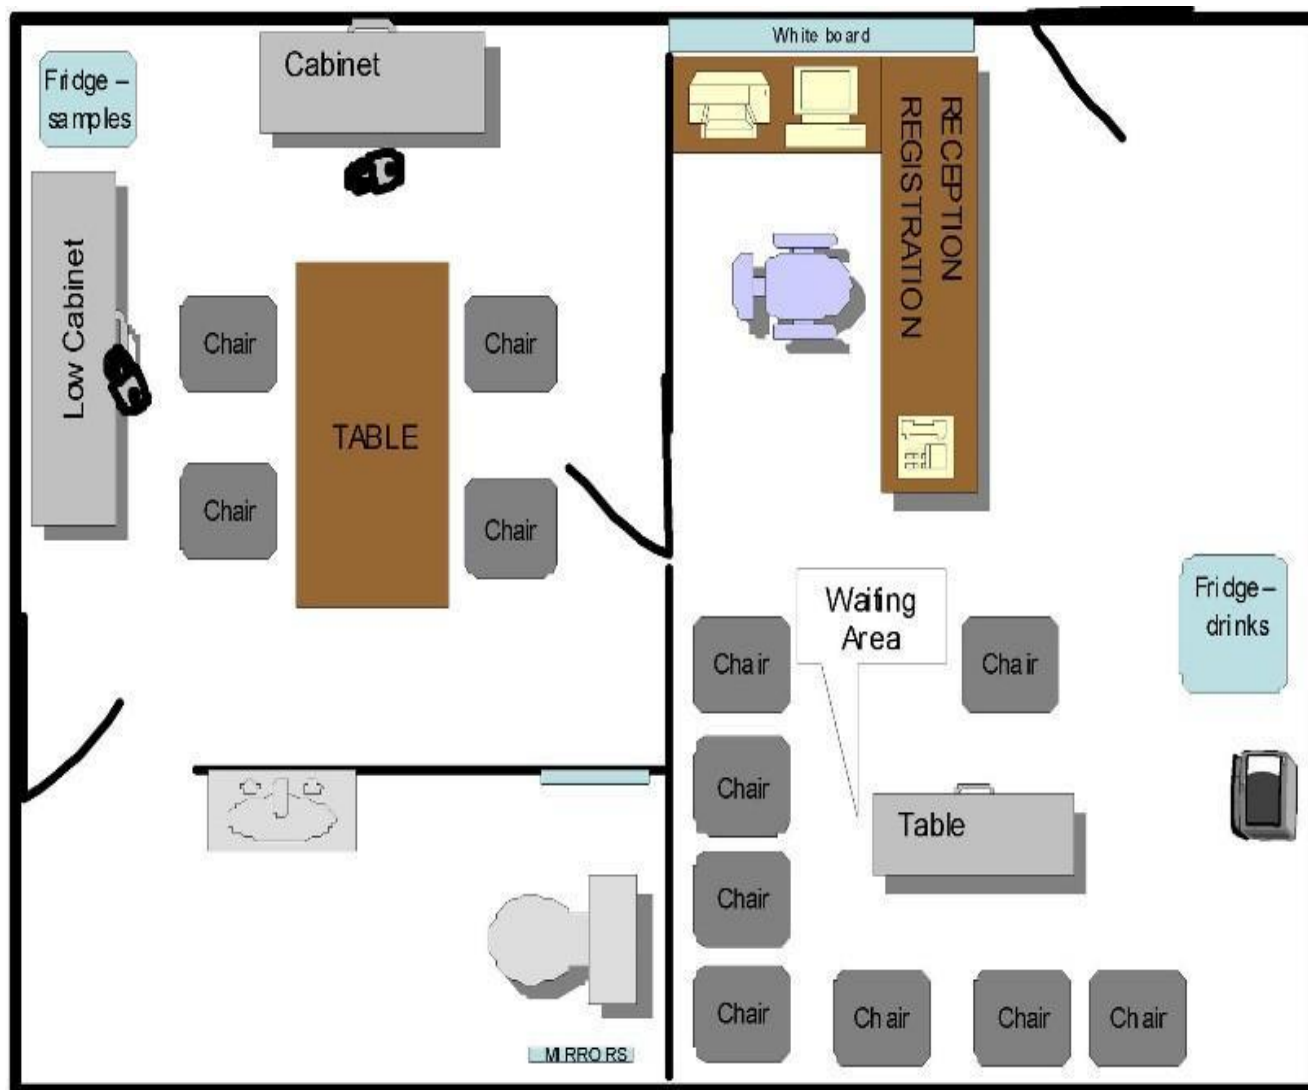 Fridge –
samples
Cabinet
White board
RECEPTION
REGISTRATION
Low Cabinet
Chair
Chair
TABLE
Chair
Chair
Waiting
Area
Fridge –
drinks
Chair
Chair
Chair
Table
Chair
Chair
Chair
Chair
Chair
MIRRORS